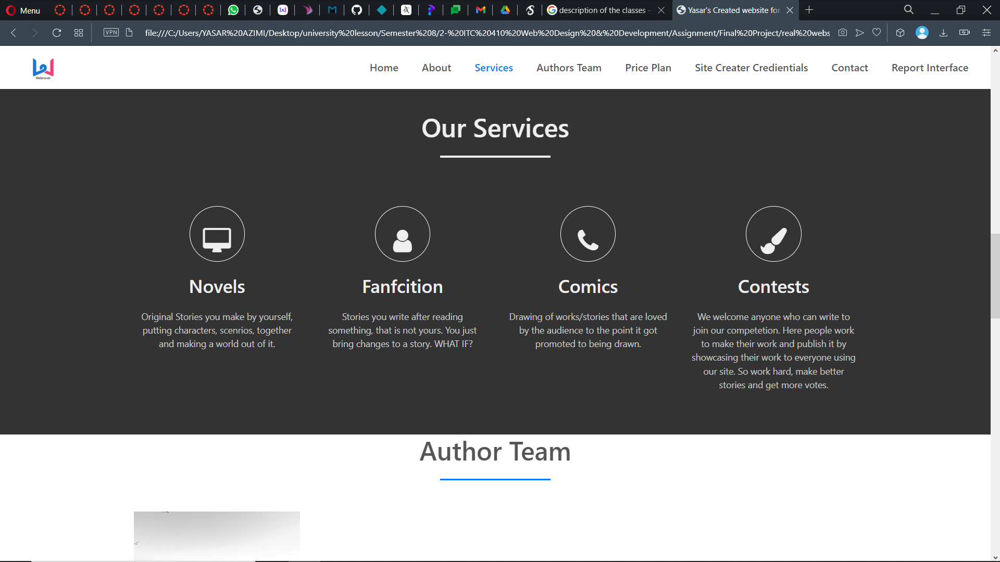 Menu
description of the classes -
Yasar's Created website for
VPN
file:///C:/Users/YASAR%20AZIMI/Desktop/university%20lesson/Semester%208/2-%20ITC%20410%20Web%20Design%20&%20Development/Assignment/Final%20Project/real%20webs
Webnovel
Home
About
Services
Authors Team
Price Plan
Site Creater Credientials
Contact
Report Interface
Our Services
Novels
Original Stories you make by yourself,
putting characters, scenrios, together
and making a world out of it.
Fanfcition
Stories you write after reading
something, that is not yours. You just
bring changes to a story. WHAT IF?
Comics
Drawing of works/stories that are loved
by the audience to the point it got
promoted to being drawn.
Contests
We welcome anyone who can write to
join our competetion. Here people work
to make their work and publish it by
showcasing their work to everyone using
our site. So work hard, make better
stories and get more votes.
Author Team